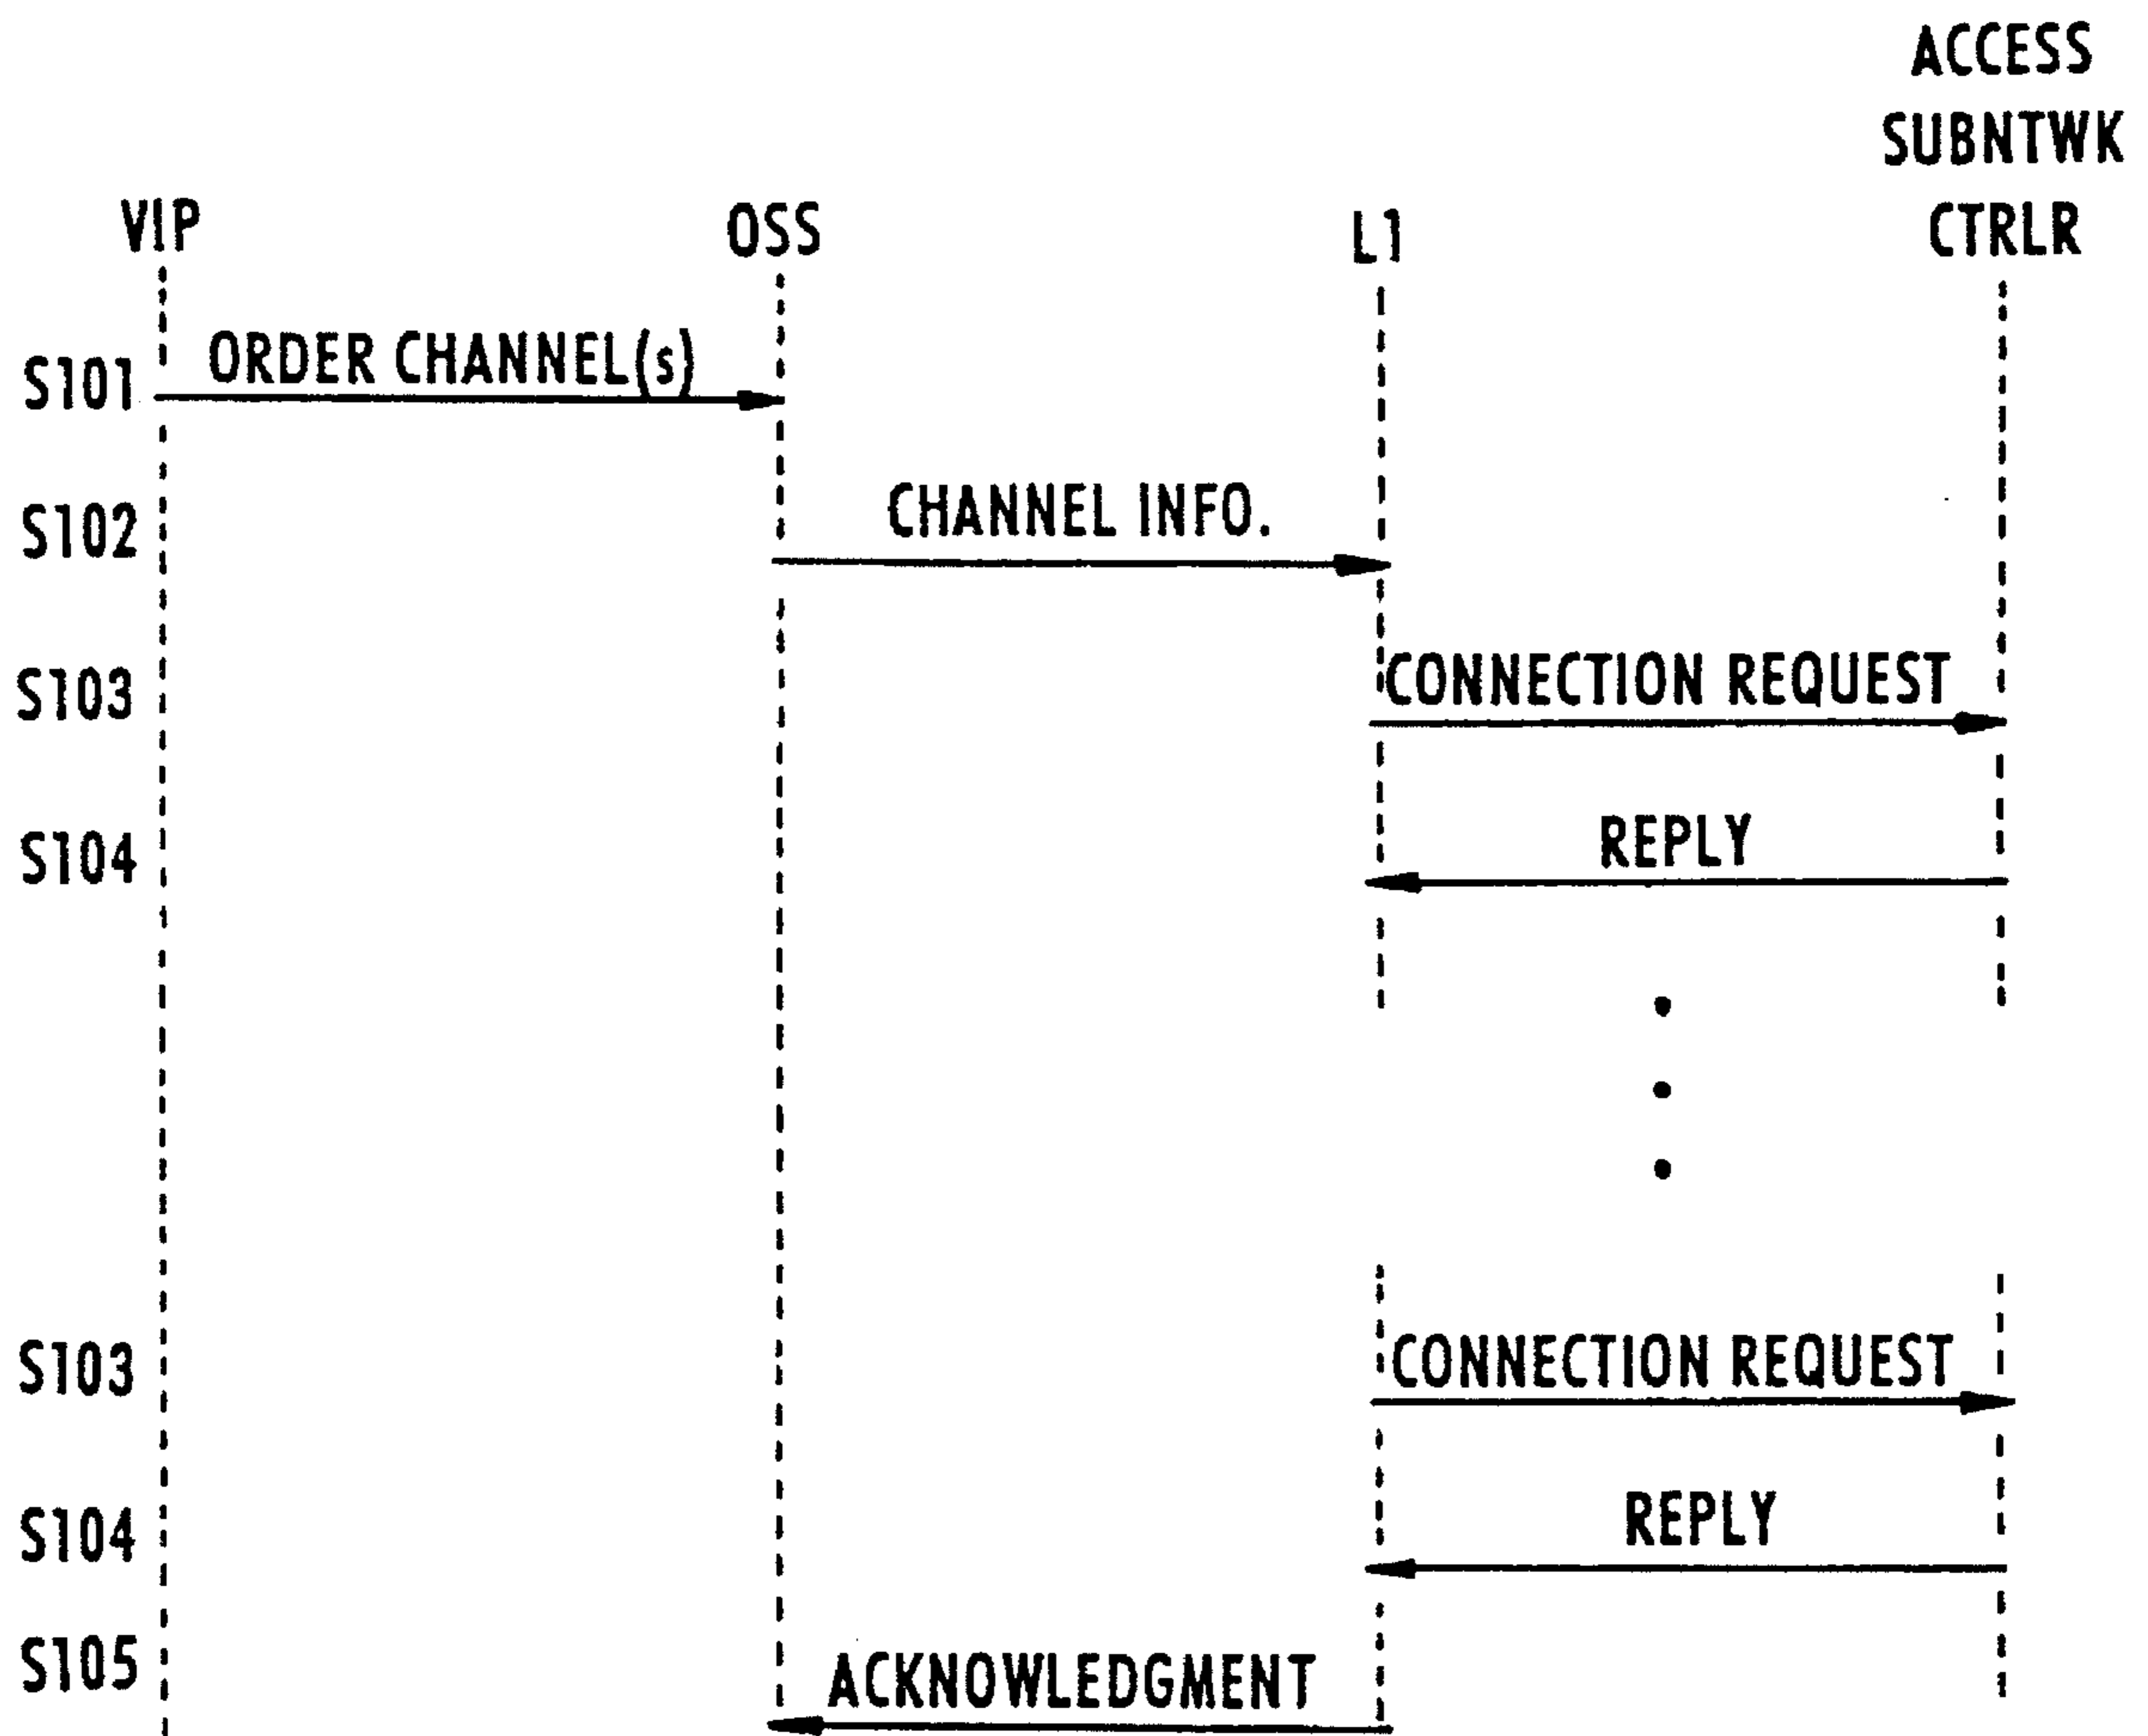 ACCESS
SUBNTWK
CTRLR
VIP
OSS
L1
S101
ORDER CHANNEL(s)
S102
CHANNEL INFO.
S103
CONNECTION REQUEST
S104
REPLY
S103
CONNECTION REQUEST
S104
REPLY
S105
ACKNOWLEDGMENT